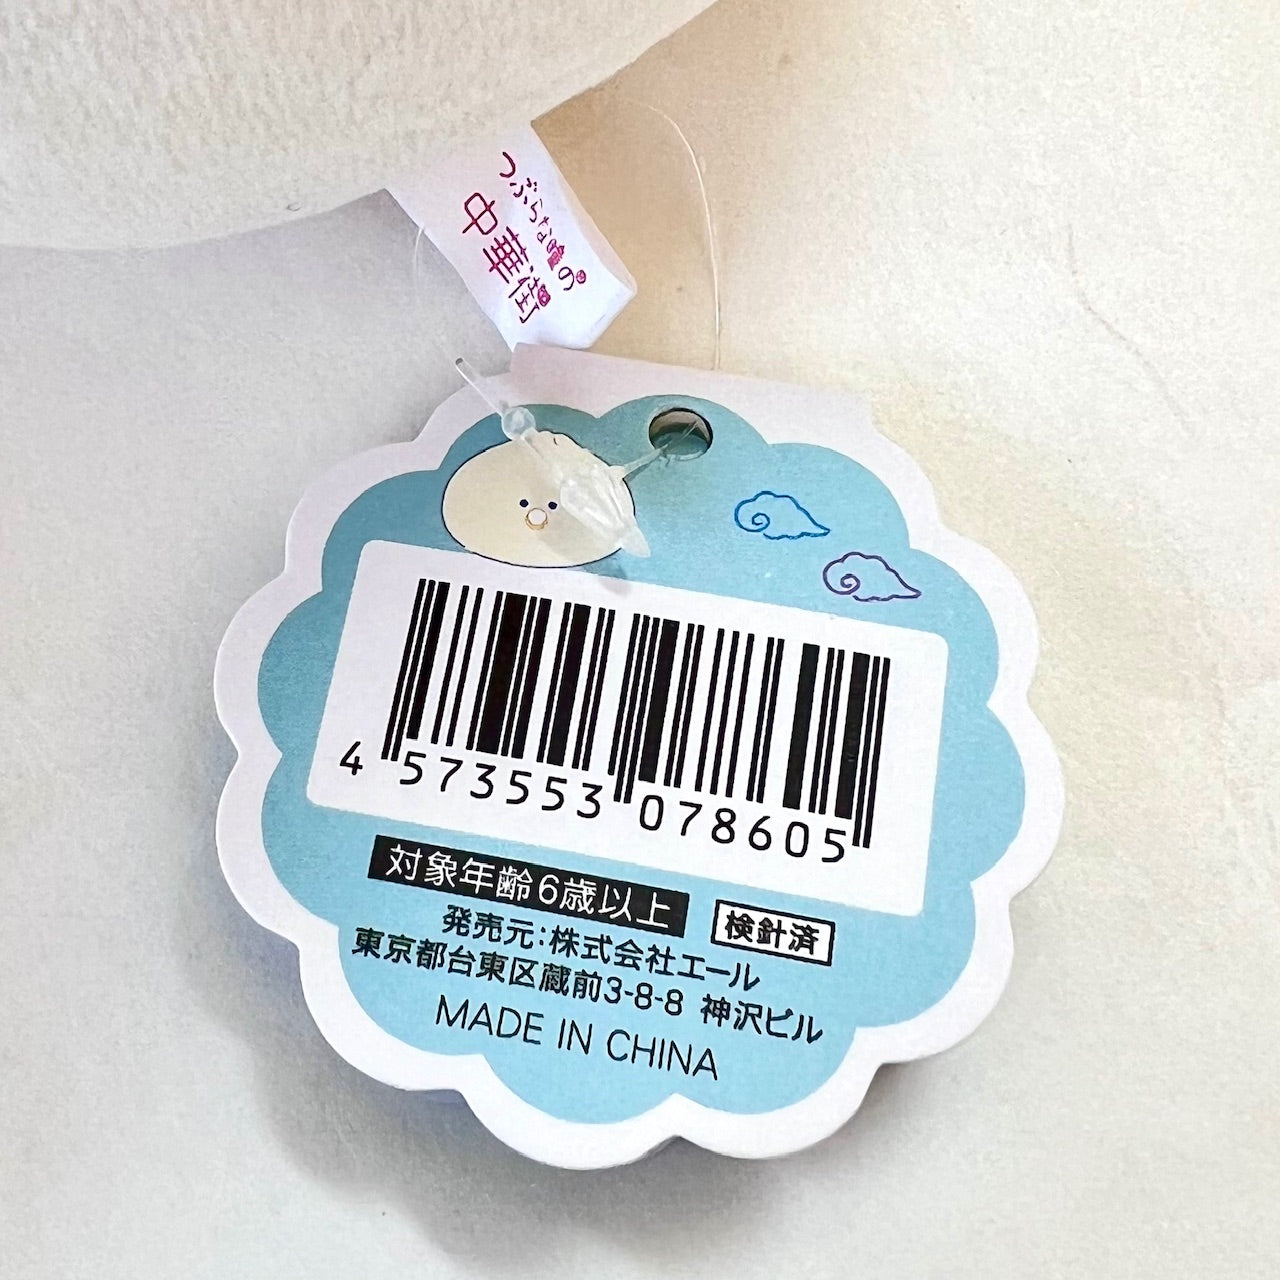 つぶらな瞳の
中華街
4 573553 078605
対象年齢6歳以上
検針済
発売元:株式会社エール
東京都台東区蔵前3-8-8 神沢ビル
MADE IN CHINA